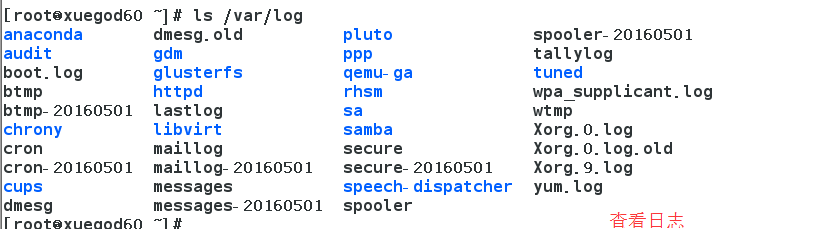 [root@xuegod60 ~]# ls /var/log
anaconda dmesg.old pluto spooler-20160501
audit gdm ppp tallylog
boot.log glusterfs qemu-ga tuned
btmp httpd rhsm wpa_supplicant.log
btmp-20160501 lastlog sa wtmp
chrony libvirt samba Xorg.0.log
cron maillog secure Xorg.0.log.old
cron-20160501 maillog-20160501 secure-20160501 Xorg.9.log
cups messages speech-dispatcher yum.log
dmesg messages-20160501 spooler
[root@xuegod60 ~]# 查看日志